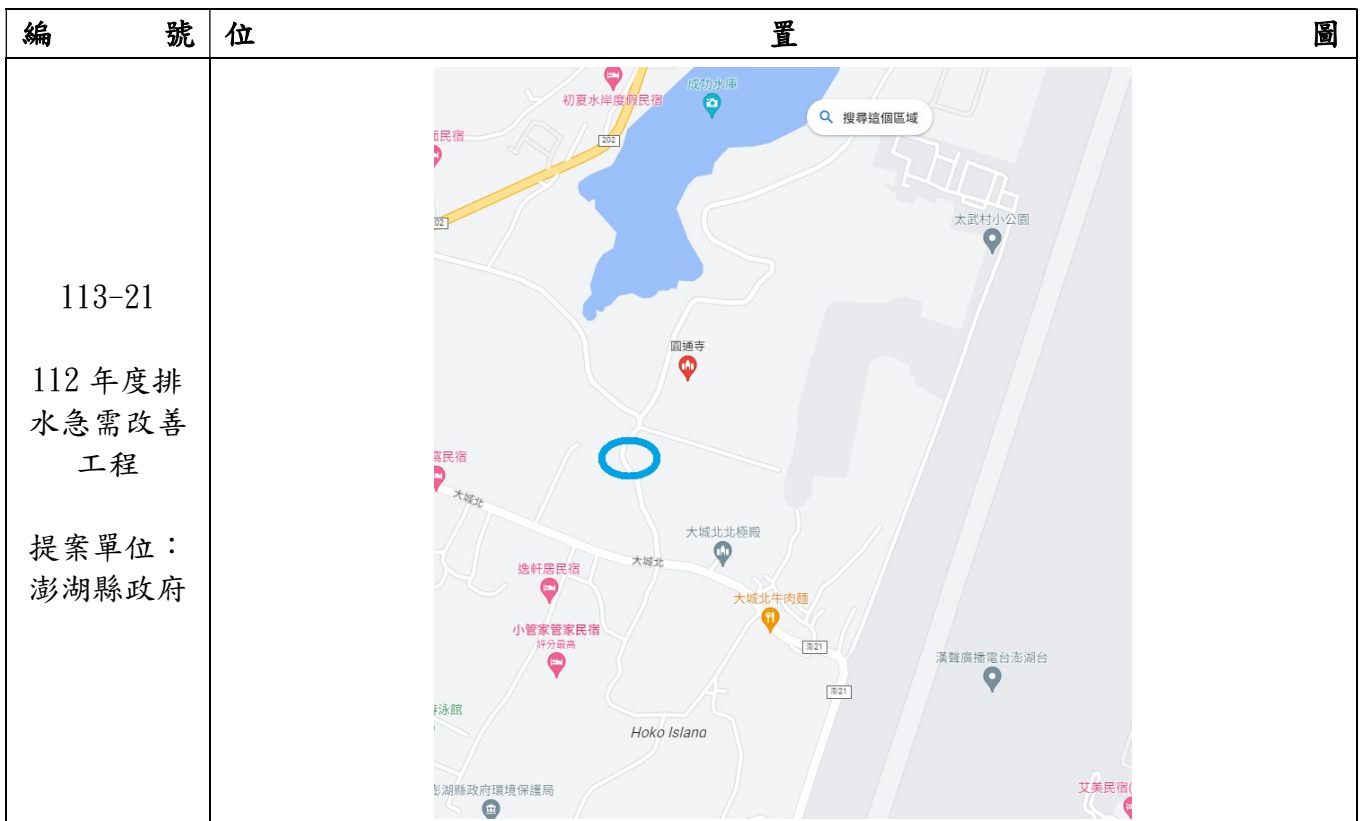 編號 位置圖
113-21
112 年度排
水急需改善
工程
提案單位：
澎湖縣政府
成功水庫
初夏水岸度假民宿
搜尋這個區域
民宿
202
02
太武村小公園
圓通寺
民宿
大城北
大城北北極殿
大城北
逸軒居民宿
大城北牛肉麵
小管家管家民宿
評分最高
澎21
漢聲廣播電台澎湖台
澎21
泳館
Hoko Island
澎湖縣政府環境保護局
艾美民宿(